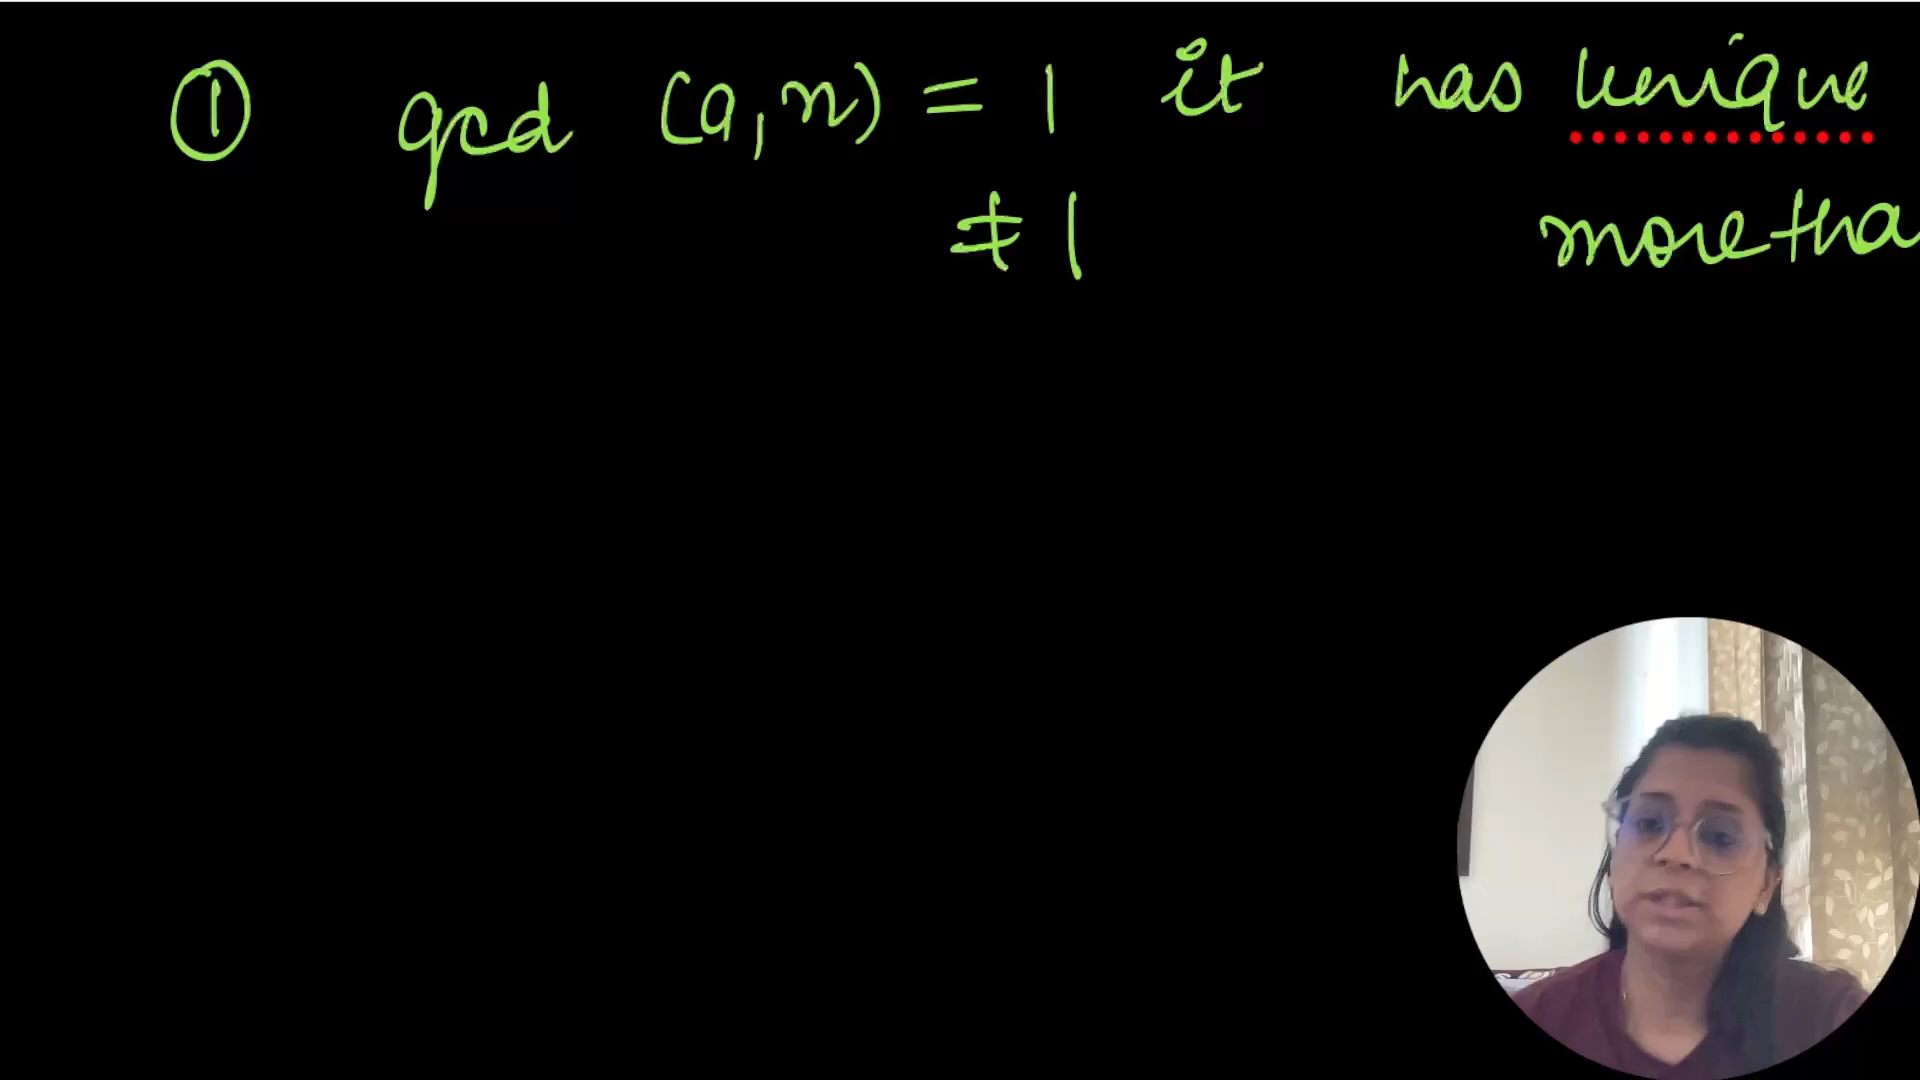 ① gcd (a,n) = 1 it has unique
≠ 1 more tha